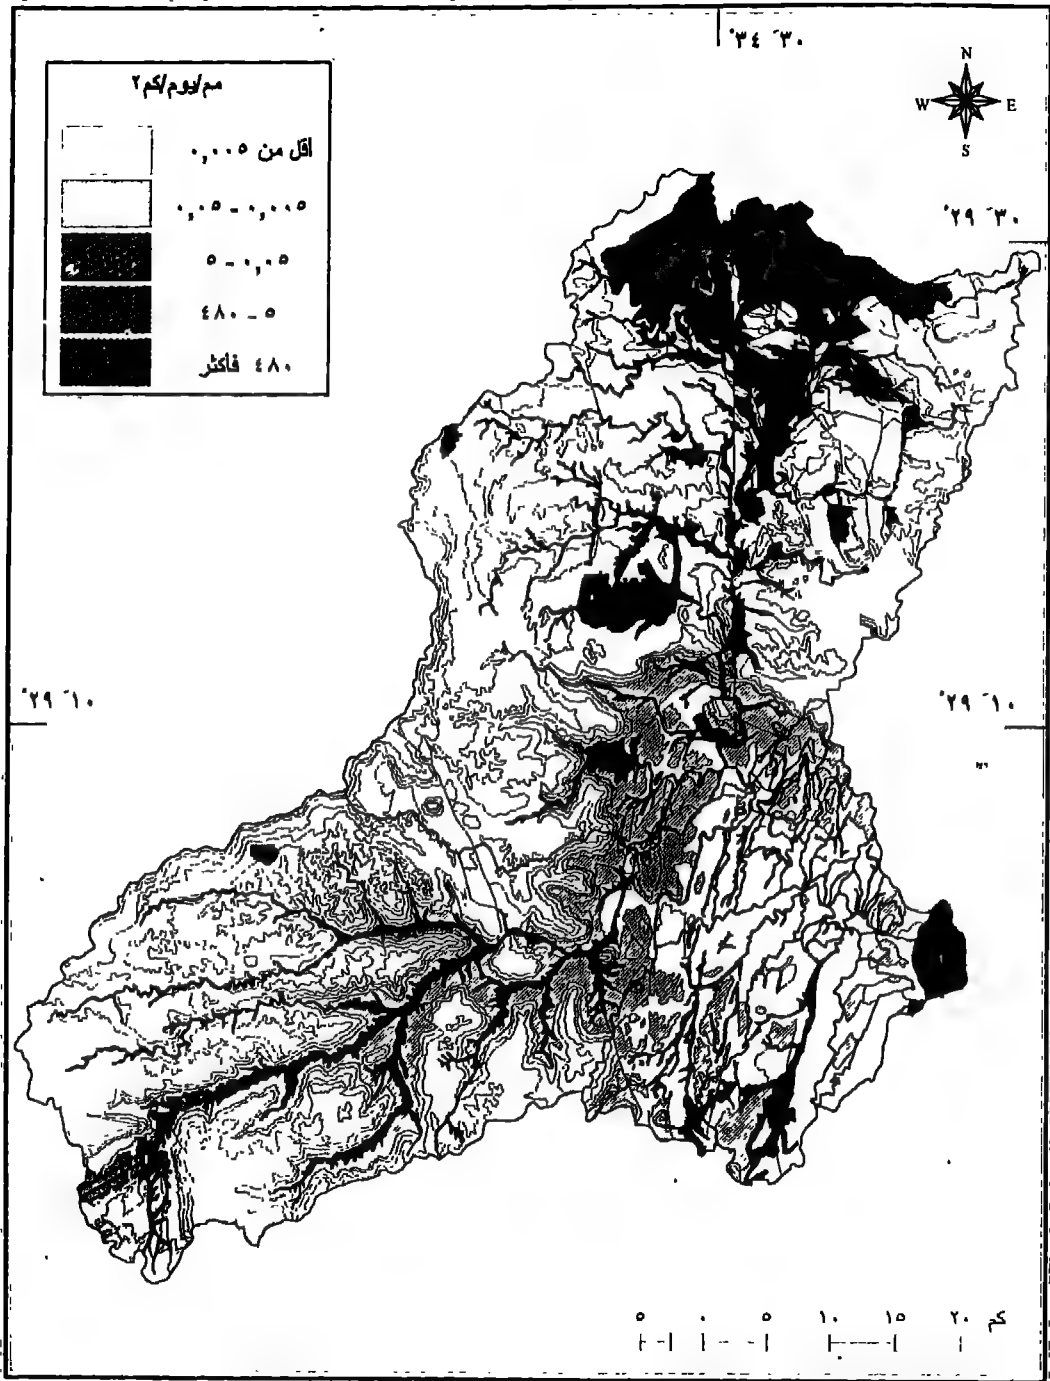 ٣٤° ٣٠َ
N
W E
S
مم/يوم/كم٢
اقل من ٠,٠٠٥
٠,٠٠٥ - ٠,٠٥
٠,٠٥ - ٥
٥ - ٤٨٠
٤٨٠ فأكثر
٢٩° ٣٠َ
٢٩° ١٠َ
٢٩° ١٠َ
٥ ٠ ٥ ١٠ ١٥ ٢٠ كم